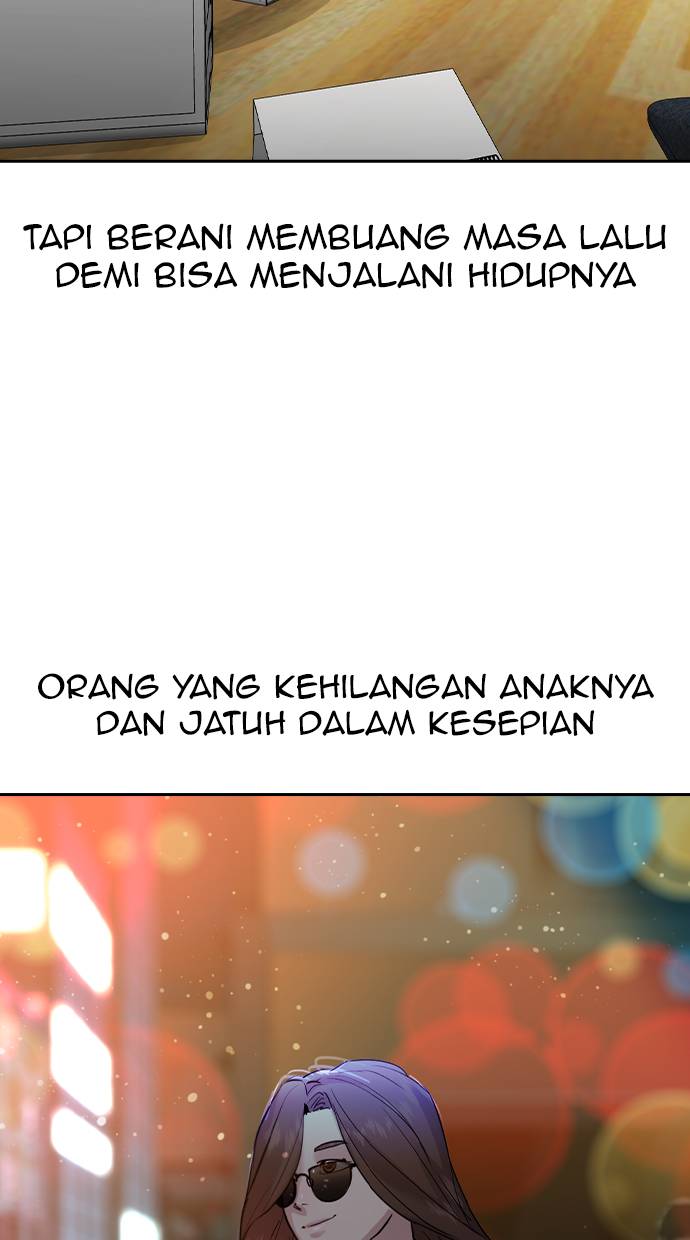 TAPI BERANI MEMBUANG MASA LALU
DEMI BISA MENJALANI HIDUPNYA
ORANG YANG KEHILANGAN ANAKNYA
DAN JATUH DALAM KESEPIAN